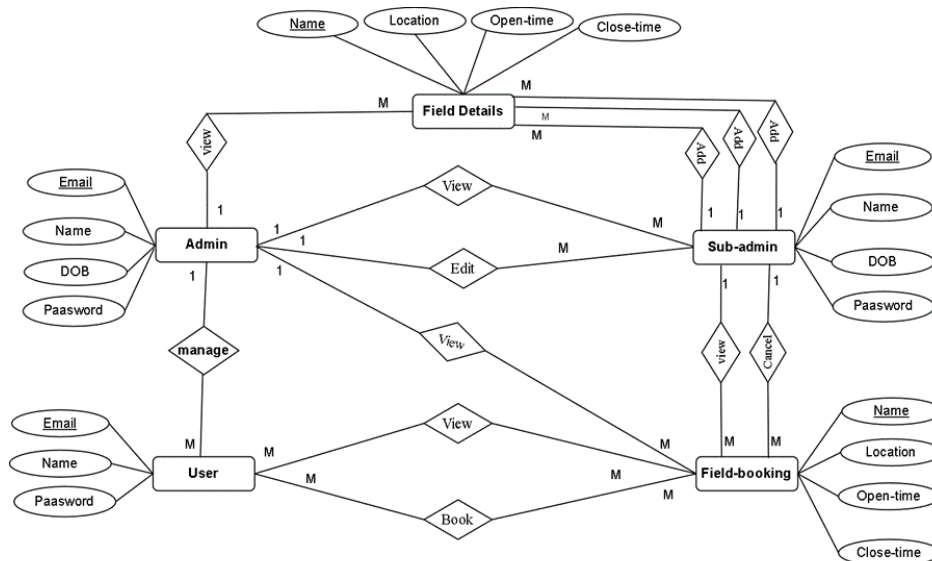 Name
Location
Open-time
Close-time
M
M
Field Details
M
M
view
Add
Add
Add
Email
Name
DOB
Paasword
1
Admin
1
1
1
1
View
M
Edit
M
1
1
1
Sub-admin
1
1
Email
Name
DOB
Paasword
manage
View
view
Cancel
Email
Name
Paasword
M
User
M
M
View
Book
M
M
M
M
M
Field-booking
Name
Location
Open-time
Close-time